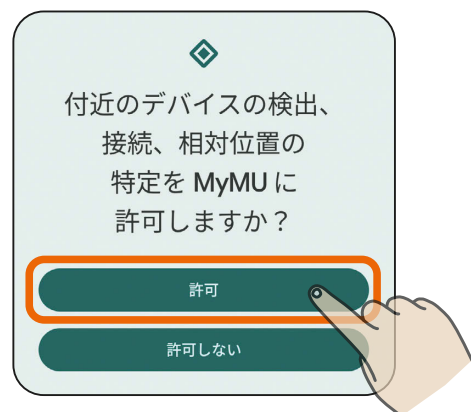 付近のデバイスの検出、
接続、相対位置の
特定を MyMU に
許可しますか？
許可
許可しない